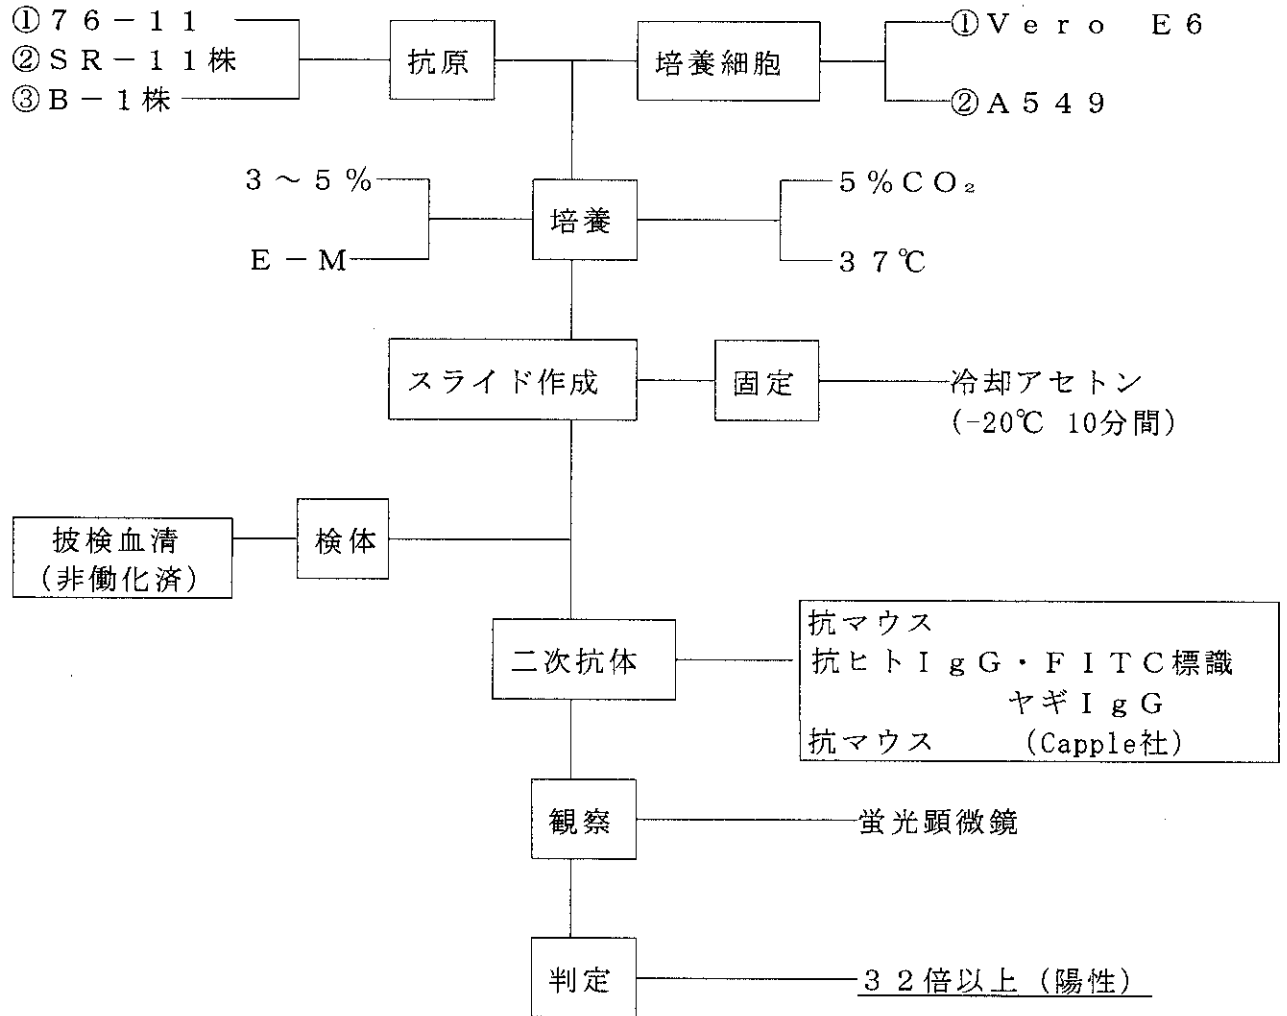 ①７６－１１
②ＳＲ－１１株
③Ｂ－１株
抗原
培養細胞
①Ｖｅｒｏ　Ｅ６
②Ａ５４９
３～５％
Ｅ－Ｍ
培養
５％ＣＯ₂
３７℃
スライド作成
固定
冷却アセトン
(-20℃ 10分間)
披検血清
(非働化済)
検体
二次抗体
抗マウス
抗ヒトＩｇＧ・ＦＩＴＣ標識
ヤギＩｇＧ
抗マウス　　(Capple社)
観察
蛍光顕微鏡
判定
３２倍以上 (陽性)